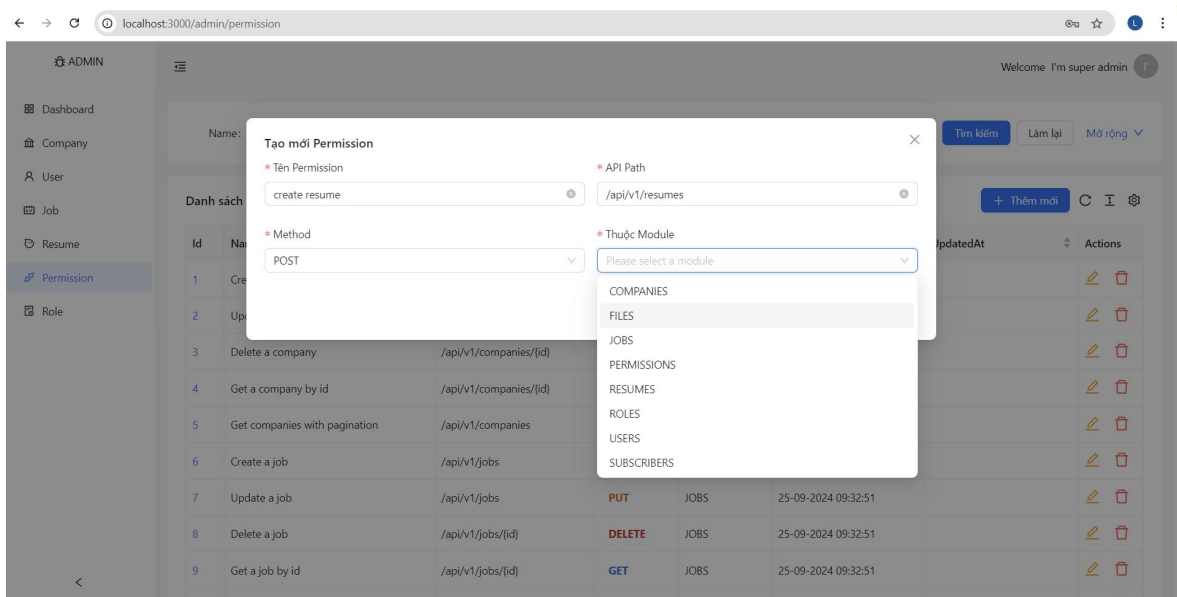 localhost:3000/admin/permission
L
ADMIN
Welcome I'm super admin
I'
Dashboard
Company
User
Job
Resume
Permission
Role
Name:
Tìm kiếm
Làm lại
Mở rộng
Tạo mới Permission
* Tên Permission
* API Path
create resume
/api/v1/resumes
* Method
* Thuộc Module
POST
Please select a module
COMPANIES
FILES
JOBS
PERMISSIONS
RESUMES
ROLES
USERS
SUBSCRIBERS
Danh sách
+ Thêm mới
Id
UpdatedAt
Actions
1 Cre
2
3 Delete a company /api/v1/companies/{id}
4 Get a company by id /api/v1/companies/{id}
5 Get companies with pagination /api/v1/companies
6 Create a job /api/v1/jobs
7 Update a job /api/v1/jobs PUT JOBS 25-09-2024 09:32:51
8 Delete a job /api/v1/jobs/{id} DELETE JOBS 25-09-2024 09:32:51
9 Get a job by id /api/v1/jobs/{id} GET JOBS 25-09-2024 09:32:51